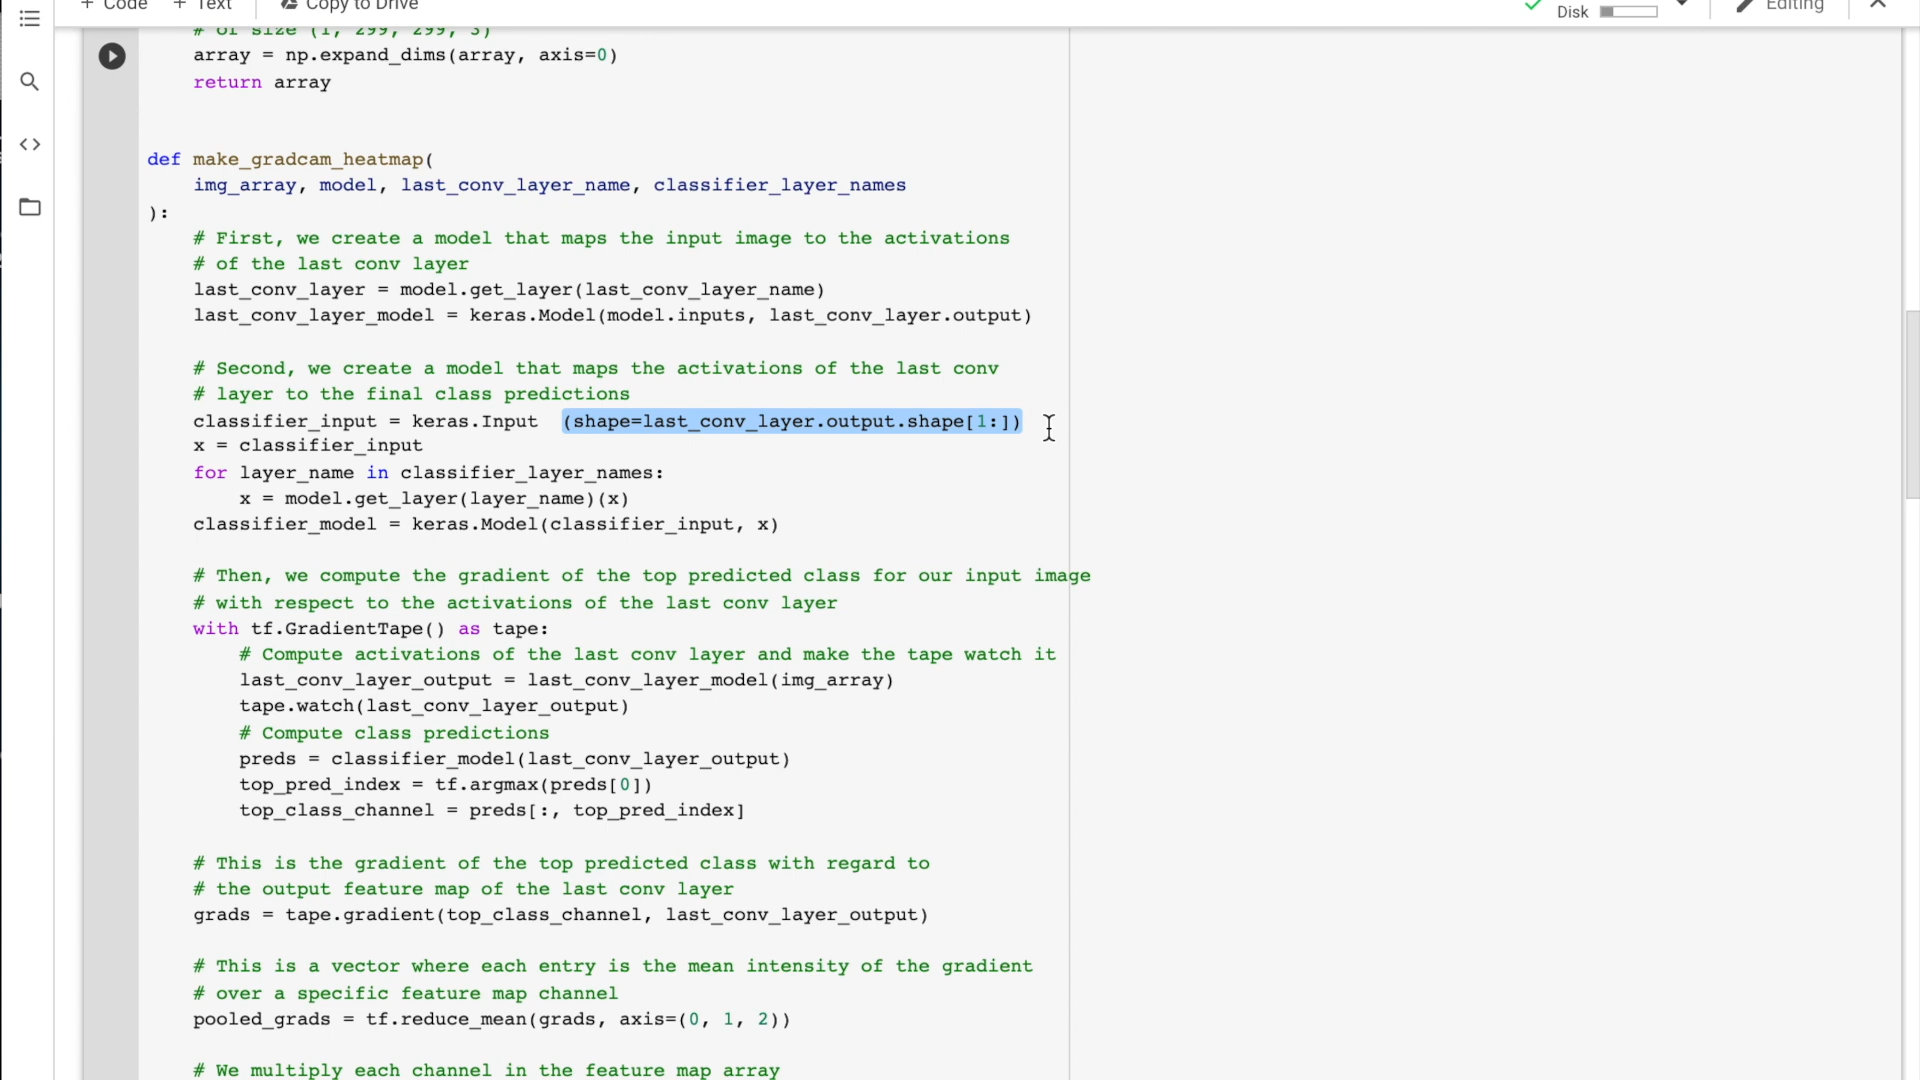 + Code + Text Copy to Drive Disk Editing
# of size (1, 299, 299, 3)
array = np.expand_dims(array, axis=0)
return array
def make_gradcam_heatmap(
img_array, model, last_conv_layer_name, classifier_layer_names
):
# First, we create a model that maps the input image to the activations
# of the last conv layer
last_conv_layer = model.get_layer(last_conv_layer_name)
last_conv_layer_model = keras.Model(model.inputs, last_conv_layer.output)
# Second, we create a model that maps the activations of the last conv
# layer to the final class predictions
classifier_input = keras.Input  (shape=last_conv_layer.output.shape[1:])
x = classifier_input
for layer_name in classifier_layer_names:
x = model.get_layer(layer_name)(x)
classifier_model = keras.Model(classifier_input, x)
# Then, we compute the gradient of the top predicted class for our input image
# with respect to the activations of the last conv layer
with tf.GradientTape() as tape:
# Compute activations of the last conv layer and make the tape watch it
last_conv_layer_output = last_conv_layer_model(img_array)
tape.watch(last_conv_layer_output)
# Compute class predictions
preds = classifier_model(last_conv_layer_output)
top_pred_index = tf.argmax(preds[0])
top_class_channel = preds[:, top_pred_index]
# This is the gradient of the top predicted class with regard to
# the output feature map of the last conv layer
grads = tape.gradient(top_class_channel, last_conv_layer_output)
# This is a vector where each entry is the mean intensity of the gradient
# over a specific feature map channel
pooled_grads = tf.reduce_mean(grads, axis=(0, 1, 2))
# We multiply each channel in the feature map array